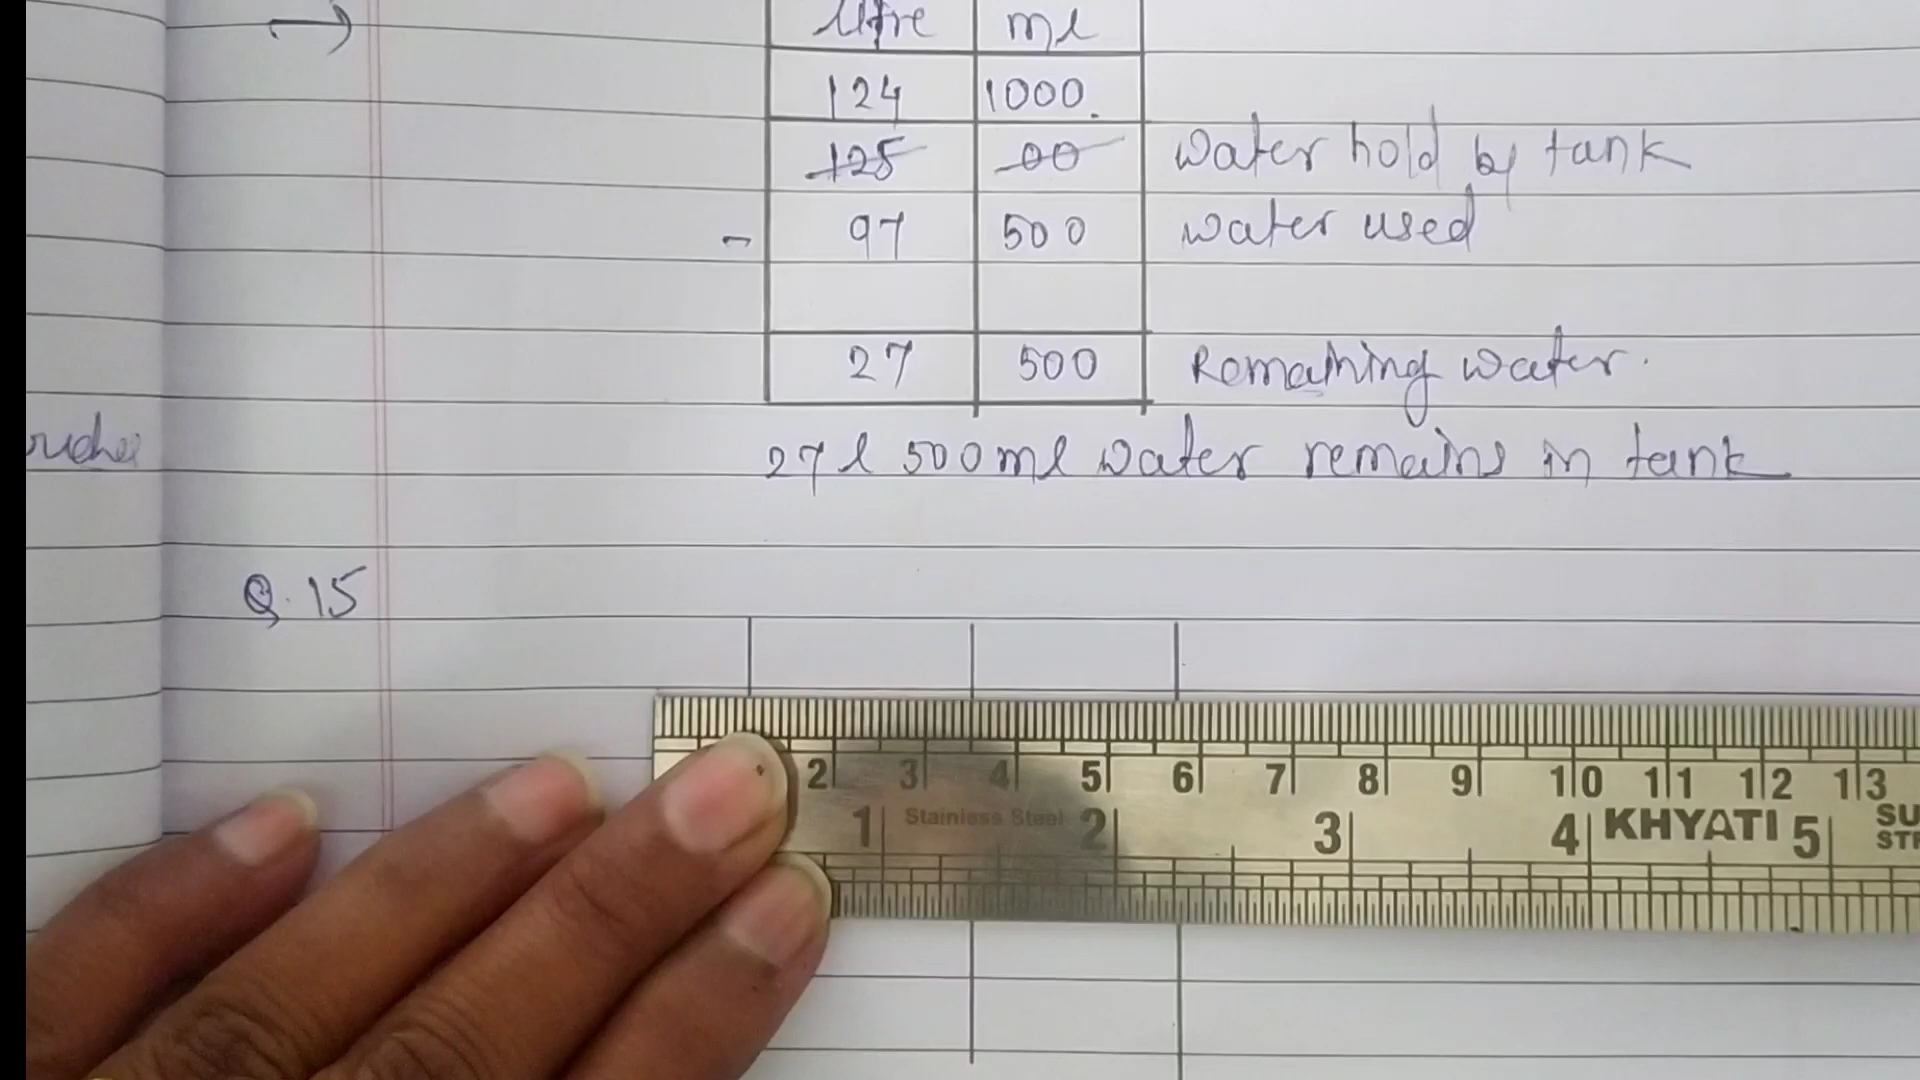 litre ml
124 1000.
125 00 Water hold by tank
- 97 500 Water used
27 500 Remaining water.
27 l 500 ml Water remains in tank
Q. 15
2 3 4 5 6 7 8 9 10 11 12 13
1 Stainless Steel 2 3 4 KHYATI 5